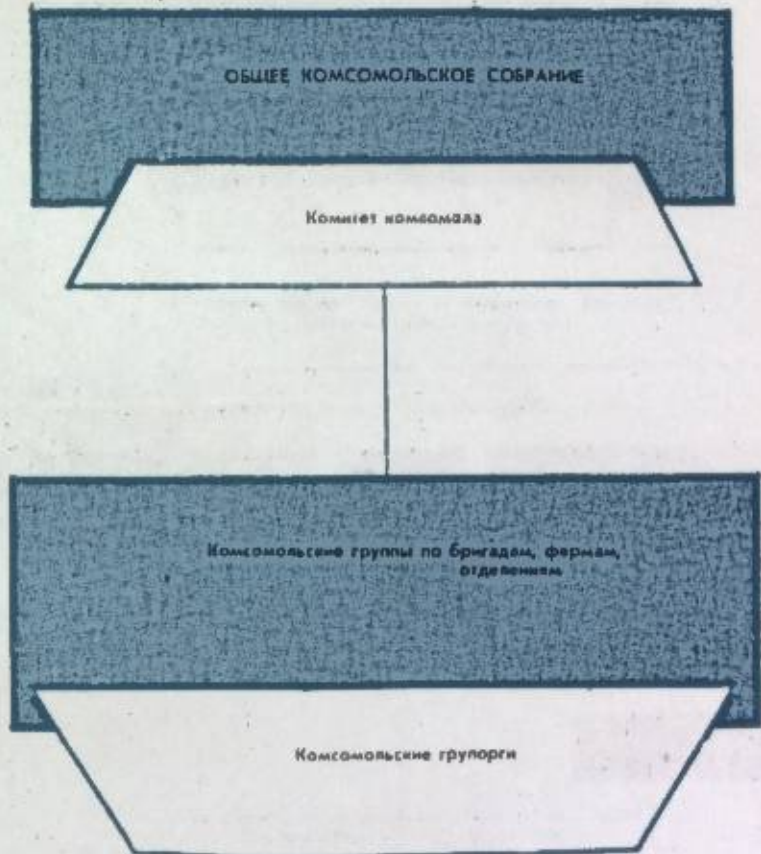 ОБЩЕЕ КОМСОМОЛЬСКОЕ СОБРАНИЕ
Комитет комсомола
Комсомольские группы по бригадам, фермам,
отделениям
Комсомольские групорги